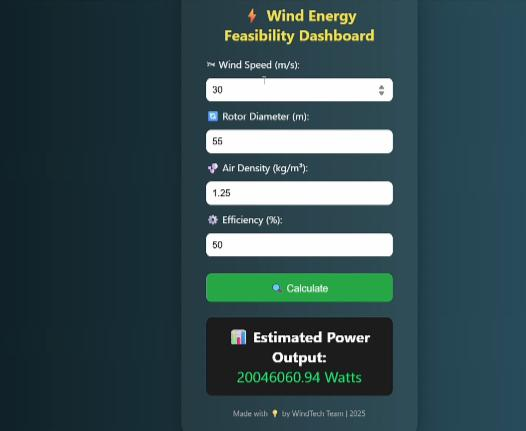 ⚡ Wind Energy
Feasibility Dashboard
Wind Speed (m/s):
30
Rotor Diameter (m):
55
Air Density (kg/m³):
1.25
Efficiency (%):
50
🔍 Calculate
📊 Estimated Power
Output:
20046060.94 Watts
Made with 💡 by WindTech Team | 2025